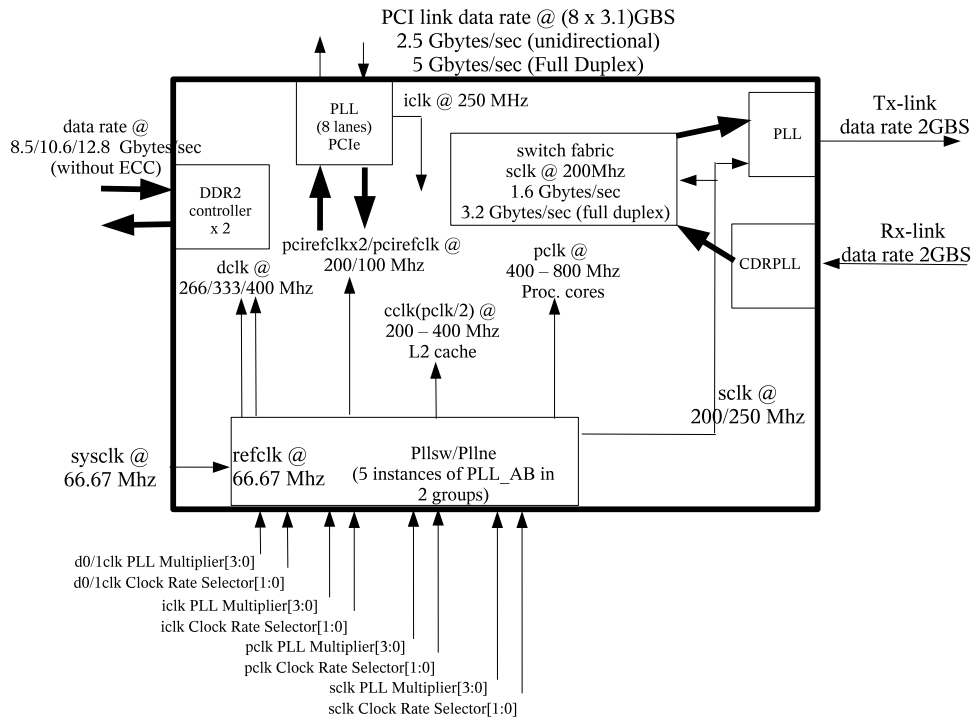 PCI link data rate @ (8 x 3.1)GBS
2.5 Gbytes/sec (unidirectional)
5 Gbytes/sec (Full Duplex)
iclk @ 250 MHz
PLL
(8 lanes)
PCIe
data rate @
8.5/10.6/12.8 Gbytes/sec
(without ECC)
DDR2
controller
x 2
switch fabric
sclk @ 200Mhz
1.6 Gbytes/sec
3.2 Gbytes/sec (full duplex)
PLL
Tx-link
data rate 2GBS
CDRPLL
Rx-link
data rate 2GBS
pcirefclkx2/pcirefclk @
200/100 Mhz
dclk @
266/333/400 Mhz
pclk @
400 – 800 Mhz
Proc. cores
cclk(pclk/2) @
200 – 400 Mhz
L2 cache
sclk @
200/250 Mhz
sysclk @
66.67 Mhz
refclk @
66.67 Mhz
Pllsw/Pllne
(5 instances of PLL_AB in
2 groups)
d0/1clk PLL Multiplier[3:0]
d0/1clk Clock Rate Selector[1:0]
iclk PLL Multiplier[3:0]
iclk Clock Rate Selector[1:0]
pclk PLL Multiplier[3:0]
pclk Clock Rate Selector[1:0]
sclk PLL Multiplier[3:0]
sclk Clock Rate Selector[1:0]